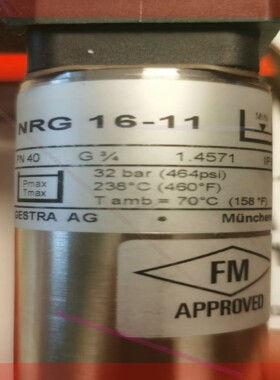 NRG 16-11
PN 40 G ¾ 1.4571
Pmax 32 bar (464psi)
Tmax 238°C (460°F)
T amb = 70°C (158 °F)
GESTRA AG • München
FM
APPROVED